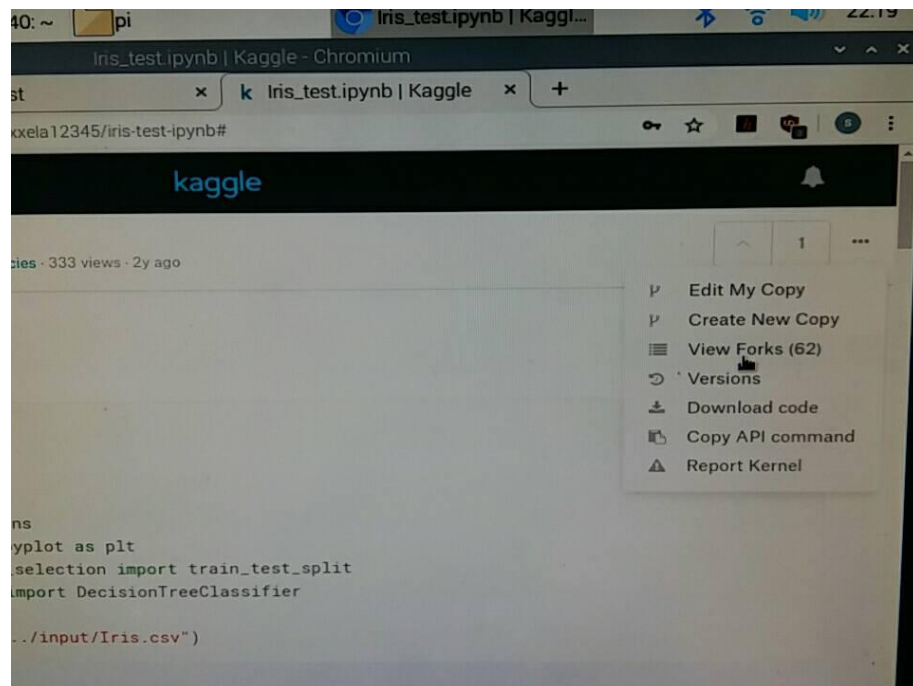 40: ~ pi Iris_test.ipynb | Kaggl... 22:19
Iris_test.ipynb | Kaggle - Chromium
st × k Iris_test.ipynb | Kaggle × +
xxela12345/iris-test-ipynb# S
kaggle
1
cies · 333 views · 2y ago
Edit My Copy
Create New Copy
View Forks (62)
Versions
Download code
Copy API command
Report Kernel
ns
yplot as plt
_selection import train_test_split
import DecisionTreeClassifier
../input/Iris.csv")